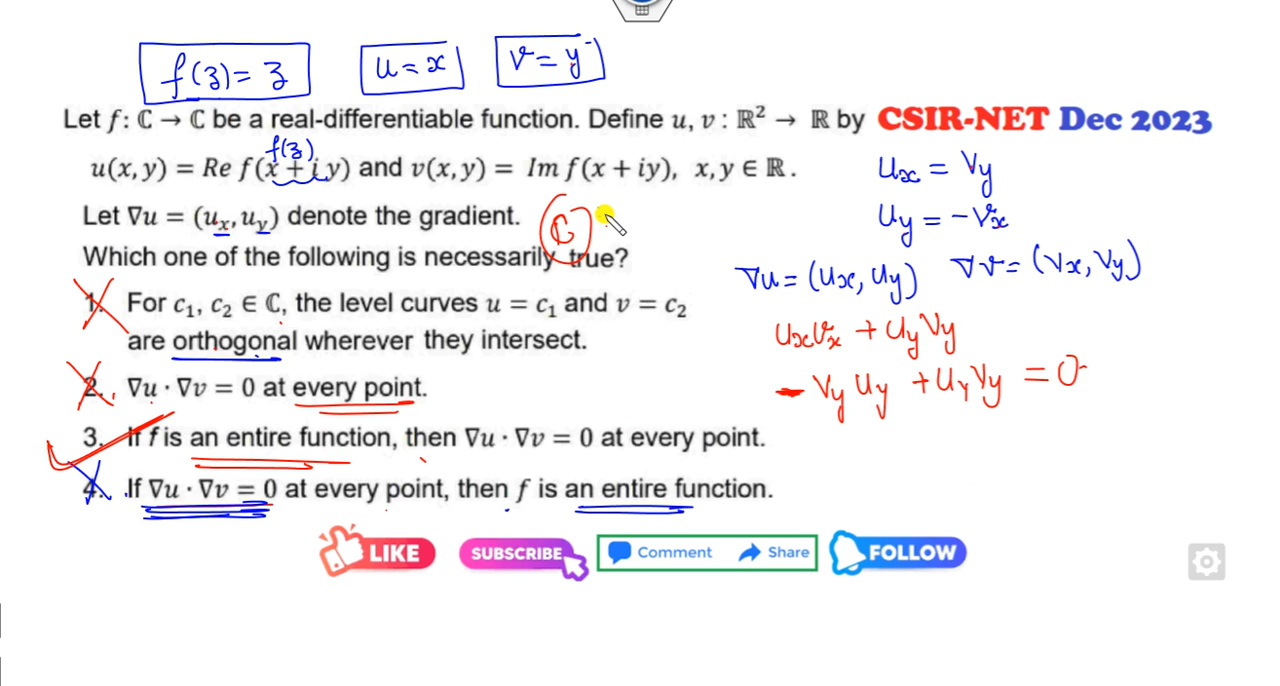 f(z) = z
u = x
v = y
Let f: ℂ → ℂ be a real-differentiable function. Define u, v : ℝ² → ℝ by
CSIR-NET Dec 2023
f(z)
u(x, y) = Re f(x + i y) and v(x, y) = Im f(x + iy), x, y ∈ ℝ.
uₓ = Vy
uy = −Vₓ
Let ∇u = (uₓ, uy) denote the gradient.
ℂ
Which one of the following is necessarily true?
∇u = (uₓ, uy) ∇v = (Vₓ, Vy)
1. For c₁, c₂ ∈ ℂ, the level curves u = c₁ and v = c₂
are orthogonal wherever they intersect.
uₓvₓ + uyVy
− Vy uy + uyVy = 0
2. ∇u · ∇v = 0 at every point.
3. If f is an entire function, then ∇u · ∇v = 0 at every point.
4. If ∇u · ∇v = 0 at every point, then f is an entire function.
LIKE
SUBSCRIBE
Comment
Share
FOLLOW